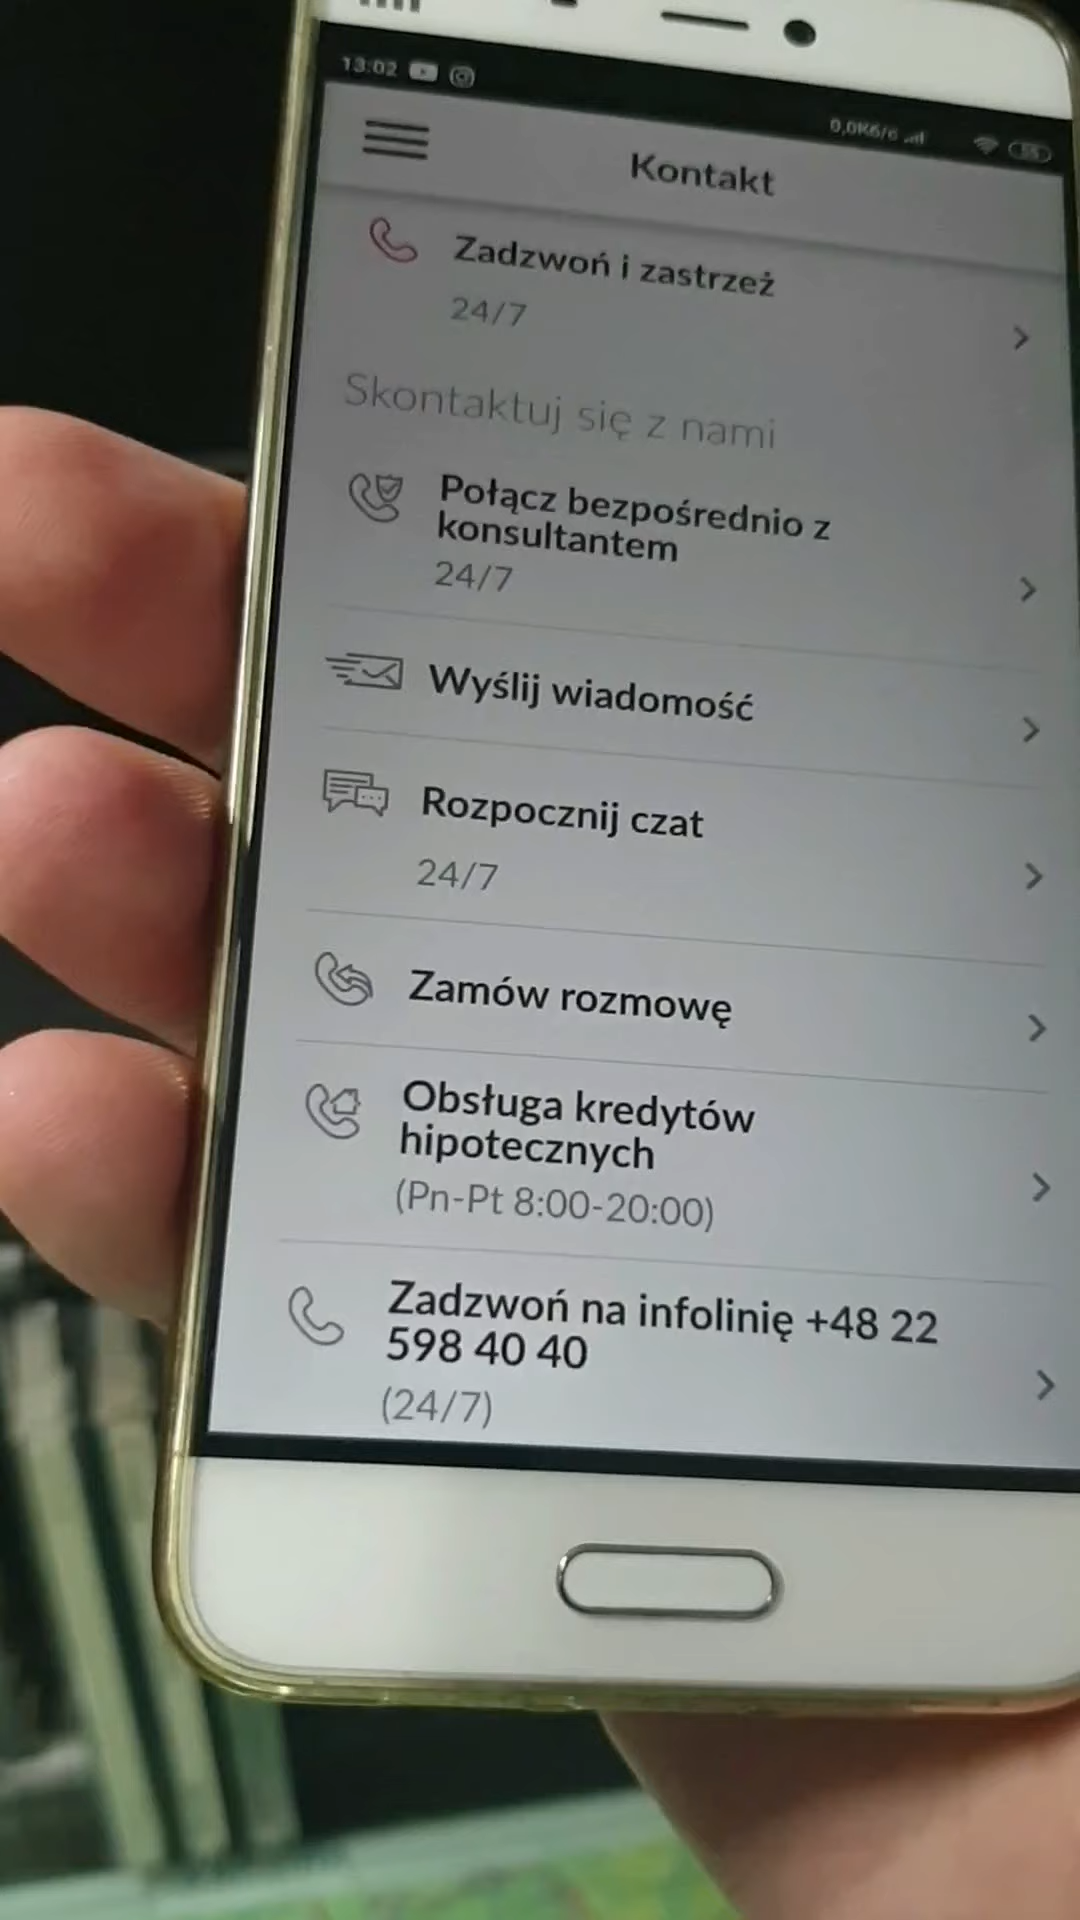 13:02
0,0Кб/с
Kontakt
Zadzwoń i zastrzeż
24/7
Skontaktuj się z nami
Połącz bezpośrednio z
konsultantem
24/7
Wyślij wiadomość
Rozpocznij czat
24/7
Zamów rozmowę
Obsługa kredytów
hipotecznych
(Pn-Pt 8:00-20:00)
Zadzwoń na infolinię +48 22
598 40 40
(24/7)